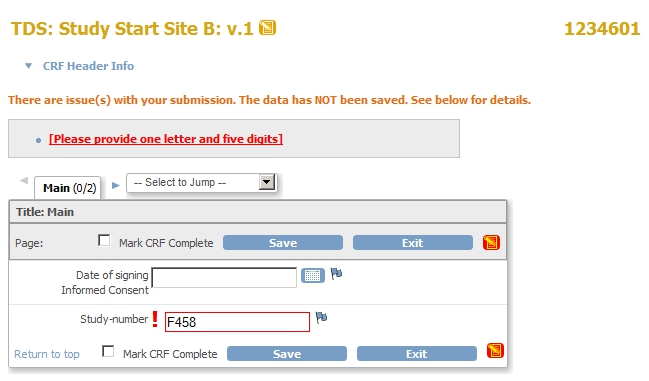 TDS: Study Start Site B: v.1 1234601
CRF Header Info
There are issue(s) with your submission. The data has NOT been saved. See below for details.
[Please provide one letter and five digits]
Main (0/2) -- Select to Jump --
Title: Main
Page: Mark CRF Complete Save Exit
Date of signing
Informed Consent
Study-number ! F458
Return to top Mark CRF Complete Save Exit